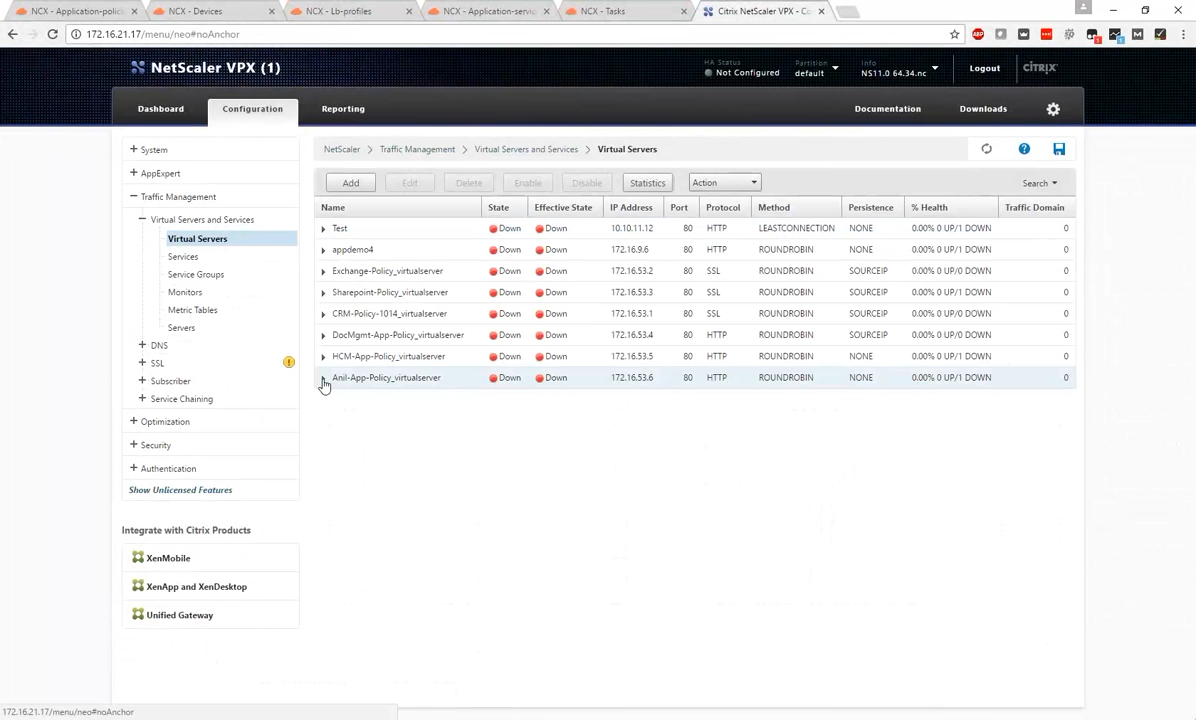 NCX - Application-polic
NCX - Devices
NCX - Lb-profiles
NCX - Application-servic
NCX - Tasks
Citrix NetScaler VPX - Co
172.16.21.17/menu/neo#noAnchor
NetScaler VPX (1)
HA Status
Not Configured
Partition
default
Info
NS11.0 64.34.nc
Logout
CITRIX
Dashboard
Configuration
Reporting
Documentation
Downloads
System
AppExpert
Traffic Management
Virtual Servers and Services
Virtual Servers
Services
Service Groups
Monitors
Metric Tables
Servers
DNS
SSL
Subscriber
Service Chaining
Optimization
Security
Authentication
Show Unlicensed Features
Integrate with Citrix Products
XenMobile
XenApp and XenDesktop
Unified Gateway
NetScaler > Traffic Management > Virtual Servers and Services > Virtual Servers
Add Edit Delete Enable Disable Statistics Action Search
Name State Effective State IP Address Port Protocol Method Persistence % Health Traffic Domain
Test Down Down 10.10.11.12 80 HTTP LEASTCONNECTION NONE 0.00% 0 UP/1 DOWN 0
appdemo4 Down Down 172.16.9.6 80 HTTP ROUNDROBIN NONE 0.00% 0 UP/1 DOWN 0
Exchange-Policy_virtualserver Down Down 172.16.53.2 80 SSL ROUNDROBIN SOURCEIP 0.00% 0 UP/0 DOWN 0
Sharepoint-Policy_virtualserver Down Down 172.16.53.3 80 SSL ROUNDROBIN SOURCEIP 0.00% 0 UP/0 DOWN 0
CRM-Policy-1014_virtualserver Down Down 172.16.53.1 80 SSL ROUNDROBIN SOURCEIP 0.00% 0 UP/0 DOWN 0
DocMgmt-App-Policy_virtualserver Down Down 172.16.53.4 80 HTTP ROUNDROBIN SOURCEIP 0.00% 0 UP/0 DOWN 0
HCM-App-Policy_virtualserver Down Down 172.16.53.5 80 HTTP ROUNDROBIN NONE 0.00% 0 UP/1 DOWN 0
Anil-App-Policy_virtualserver Down Down 172.16.53.6 80 HTTP ROUNDROBIN NONE 0.00% 0 UP/1 DOWN 0
172.16.21.17/menu/neo#noAnchor